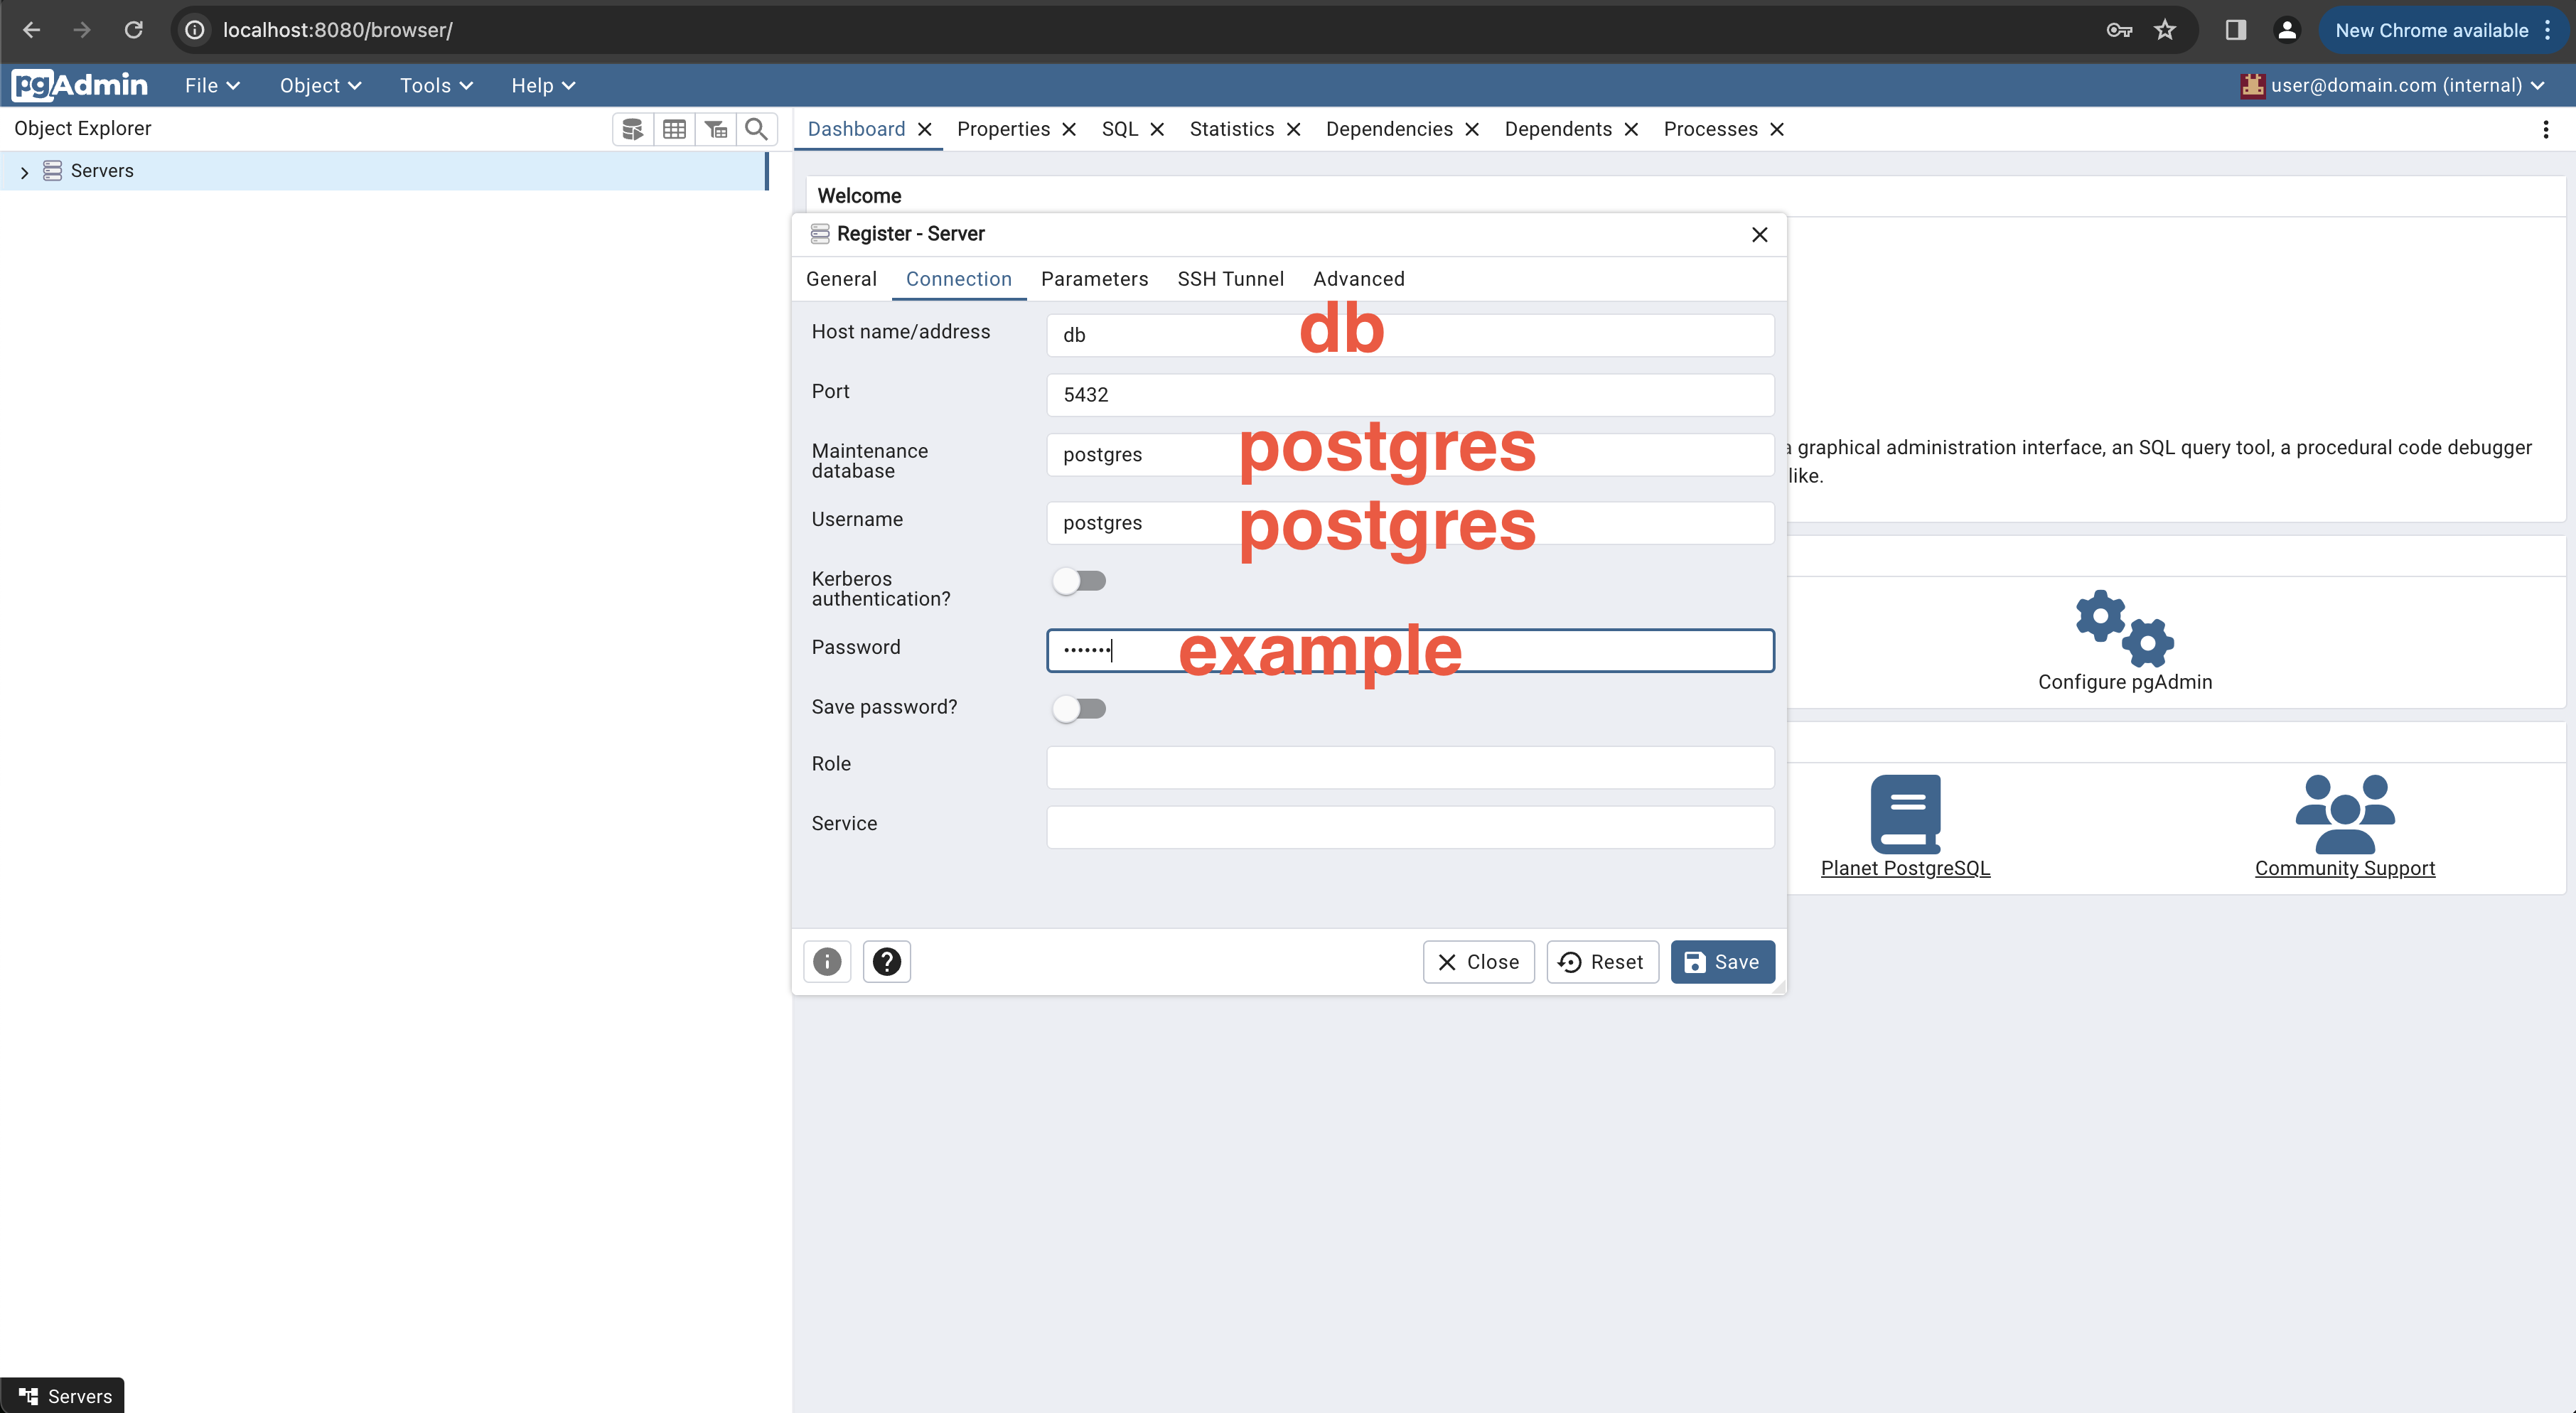 localhost:8080/browser/
New Chrome available
pgAdmin
File
Object
Tools
Help
user@domain.com (internal)
Object Explorer
Dashboard
Properties
SQL
Statistics
Dependencies
Dependents
Processes
Servers
Welcome
Register - Server
General
Connection
Parameters
SSH Tunnel
Advanced
Host name/address
db
db
Port
5432
Maintenance
database
postgres
postgres
Username
postgres
postgres
Kerberos
authentication?
Password
•••••••
example
Save password?
Role
Service
Close
Reset
Save
a graphical administration interface, an SQL query tool, a procedural code debugger
like.
Configure pgAdmin
Planet PostgreSQL
Community Support
Servers